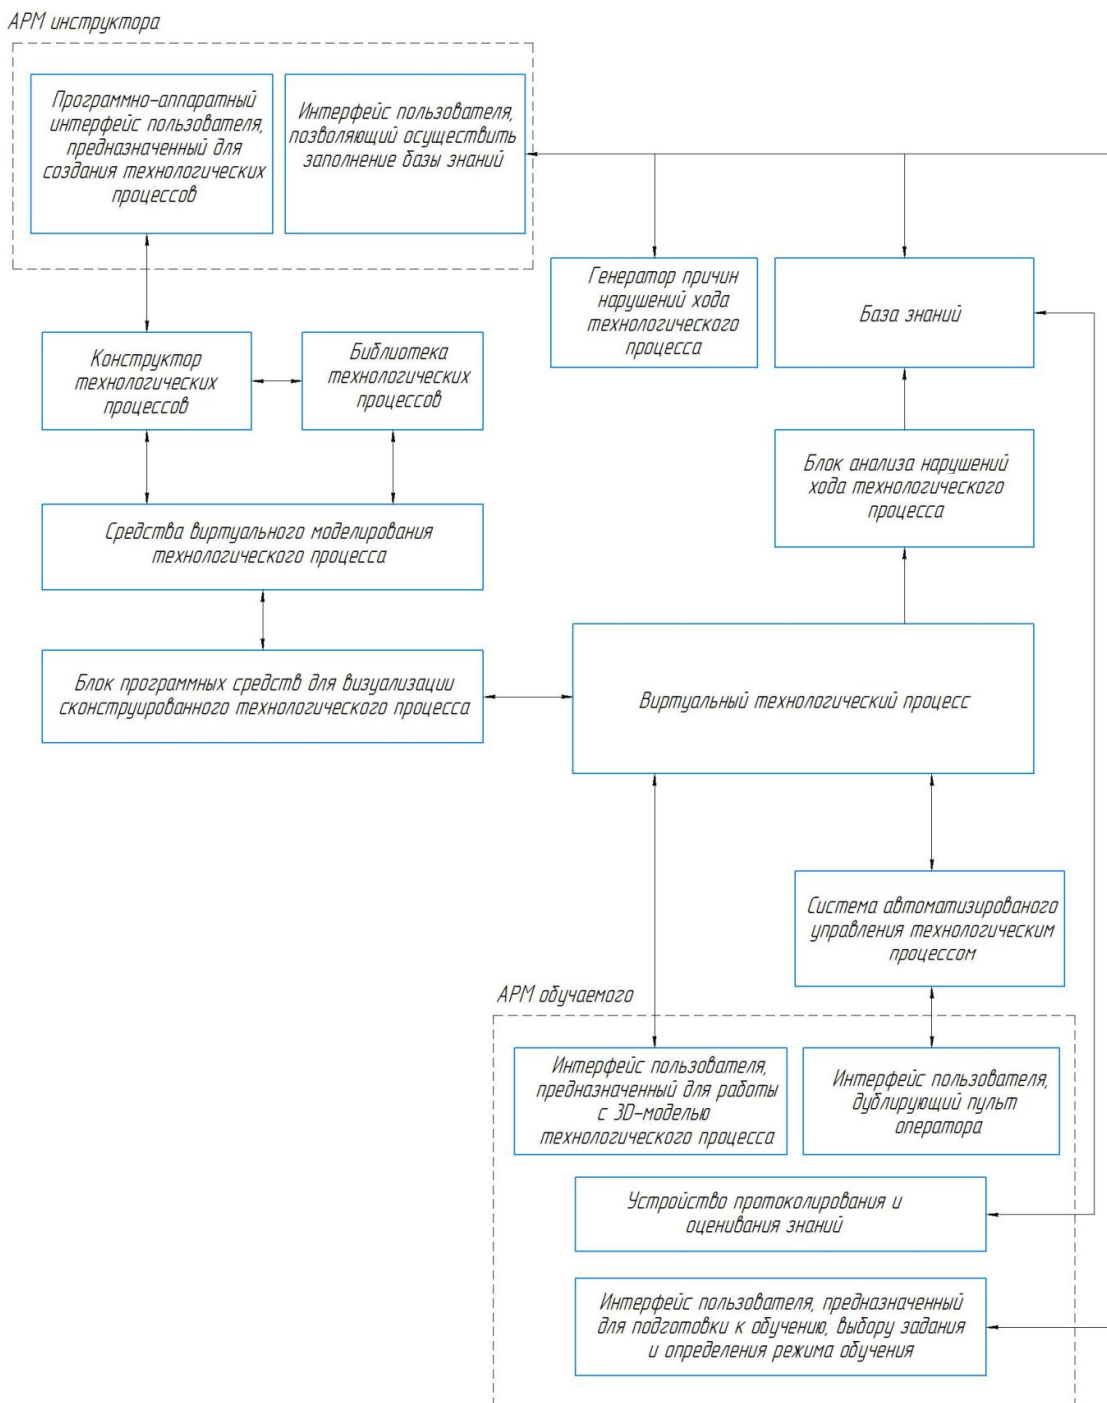 АРМ инструктора
Программно-аппаратный
интерфейс пользователя,
предназначенный для
создания технологических
процессов
Интерфейс пользователя,
позволяющий осуществить
заполнение базы знаний
Генератор причин
нарушений хода
технологического
процесса
База знаний
Конструктор
технологических
процессов
Библиотека
технологических
процессов
Блок анализа нарушений
хода технологического
процесса
Средства виртуального моделирования
технологического процесса
Блок программных средств для визуализации
сконструированного технологического процесса
Виртуальный технологический процесс
Система автоматизированого
управления технологическим
процессом
АРМ обучаемого
Интерфейс пользователя,
предназначенный для работы
с 3D-моделью
технологического процесса
Интерфейс пользователя,
дублирующий пульт
оператора
Устройство протоколирования и
оценивания знаний
Интерфейс пользователя, предназначенный
для подготовки к обучению, выбору задания
и определения режима обучения